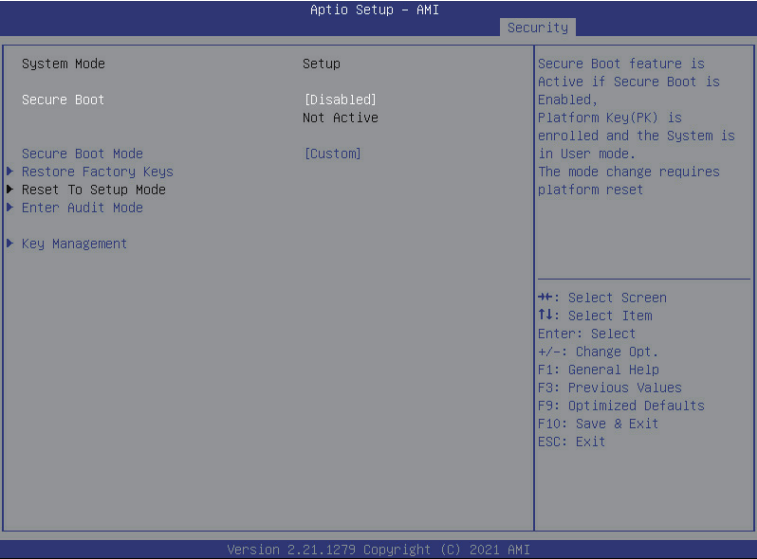 Aptio Setup – AMI
Security
System Mode Setup
Secure Boot [Disabled]
Not Active
Secure Boot Mode [Custom]
Restore Factory Keys
Reset To Setup Mode
Enter Audit Mode
Key Management
Secure Boot feature is
Active if Secure Boot is
Enabled,
Platform Key(PK) is
enrolled and the System is
in User mode.
The mode change requires
platform reset
→←: Select Screen
↑↓: Select Item
Enter: Select
+/-: Change Opt.
F1: General Help
F3: Previous Values
F9: Optimized Defaults
F10: Save & Exit
ESC: Exit
Version 2.21.1279 Copyright (C) 2021 AMI